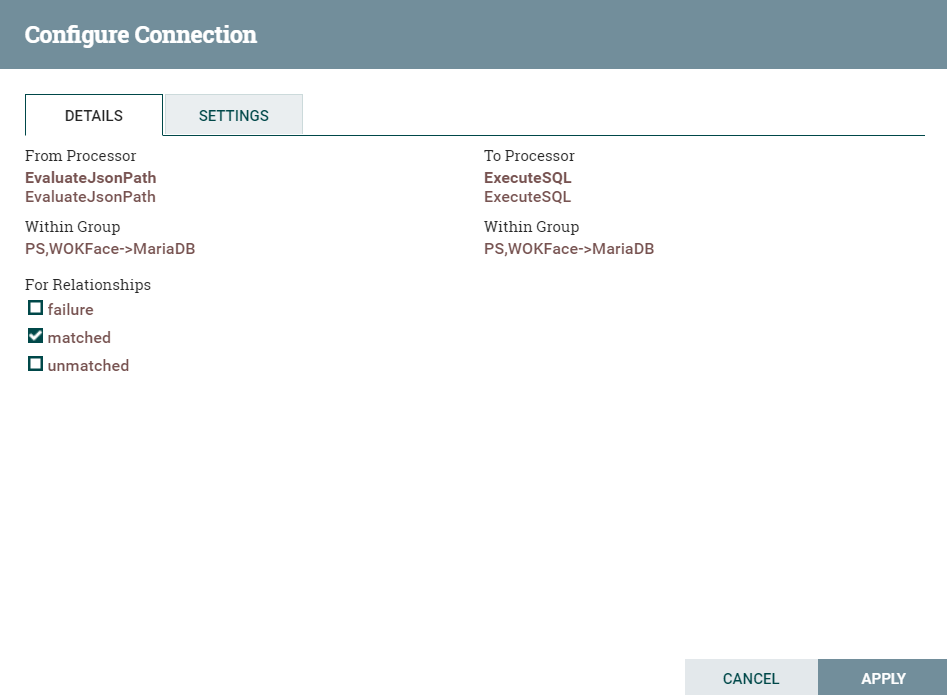 Configure Connection
DETAILS
SETTINGS
From Processor
EvaluateJsonPath
EvaluateJsonPath
Within Group
PS,WOKFace->MariaDB
To Processor
ExecuteSQL
ExecuteSQL
Within Group
PS,WOKFace->MariaDB
For Relationships
failure
matched
unmatched
CANCEL
APPLY